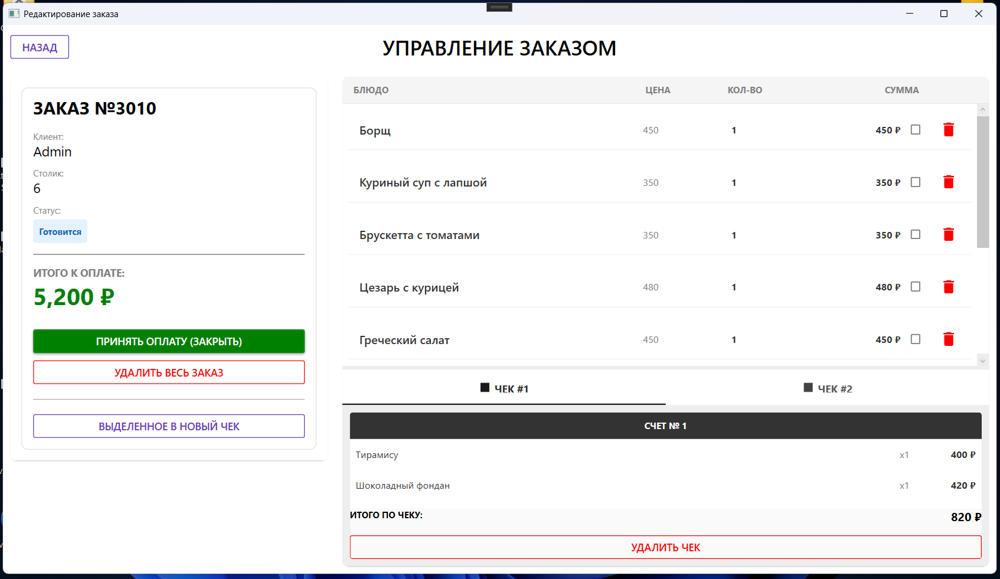 Редактирование заказа
НАЗАД
УПРАВЛЕНИЕ ЗАКАЗОМ
ЗАКАЗ №3010
Клиент:
Admin
Столик:
6
Статус:
Готовится
ИТОГО К ОПЛАТЕ:
5,200 ₽
ПРИНЯТЬ ОПЛАТУ (ЗАКРЫТЬ)
УДАЛИТЬ ВЕСЬ ЗАКАЗ
ВЫДЕЛЕННОЕ В НОВЫЙ ЧЕК
БЛЮДО ЦЕНА КОЛ-ВО СУММА
Борщ 450 1 450 ₽
Куриный суп с лапшой 350 1 350 ₽
Брускетта с томатами 350 1 350 ₽
Цезарь с курицей 480 1 480 ₽
Греческий салат 450 1 450 ₽
ЧЕК #1 ЧЕК #2
СЧЕТ № 1
Тирамису x1 400 ₽
Шоколадный фондан x1 420 ₽
ИТОГО ПО ЧЕКУ: 820 ₽
УДАЛИТЬ ЧЕК